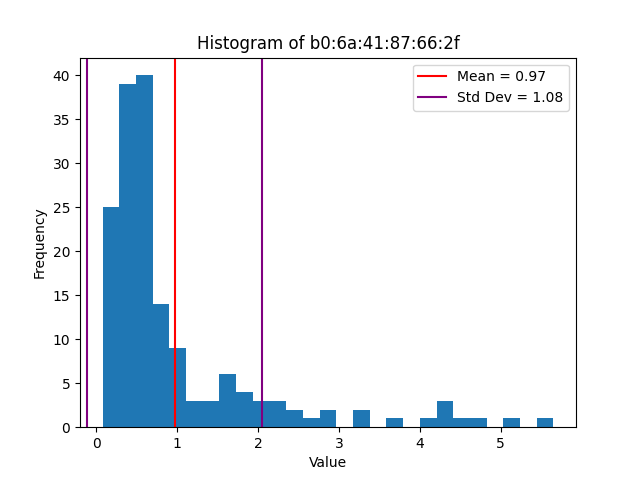 Histogram of b0:6a:41:87:66:2f
Mean = 0.97
Std Dev = 1.08
40
35
30
25
20
15
10
5
0
Frequency
0 1 2 3 4 5
Value